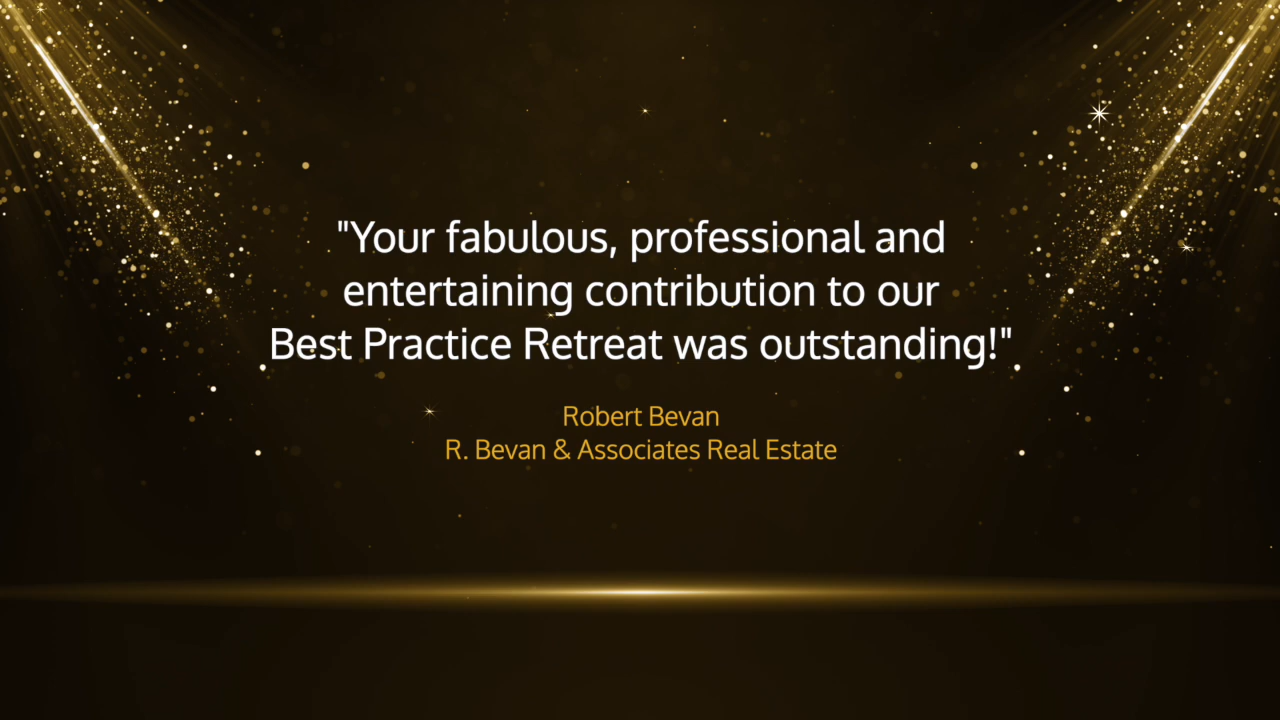 "Your fabulous, professional and
entertaining contribution to our
Best Practice Retreat was outstanding!"
Robert Bevan
R. Bevan & Associates Real Estate